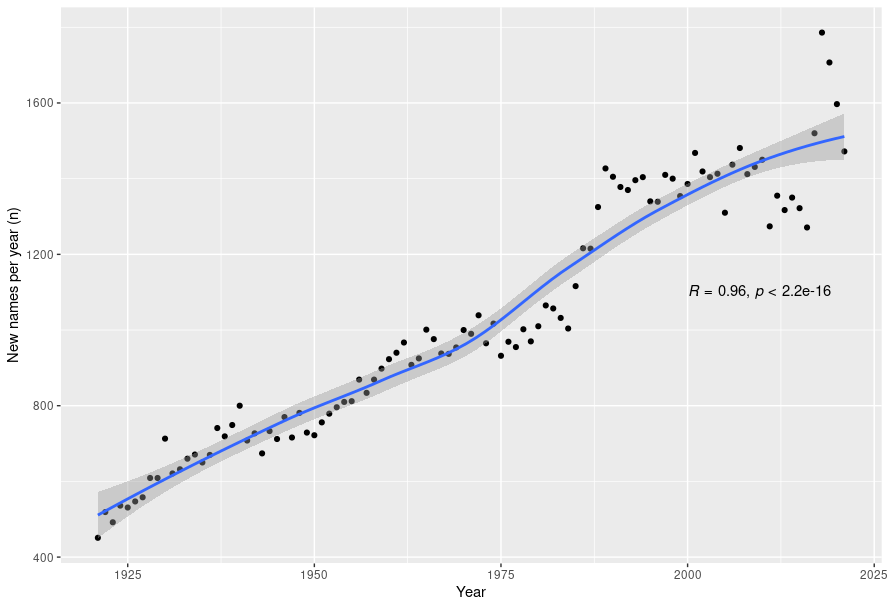 New names per year (n)
1600
1200
800
400
R = 0.96, p < 2.2e-16
1925 1950 1975 2000 2025
Year